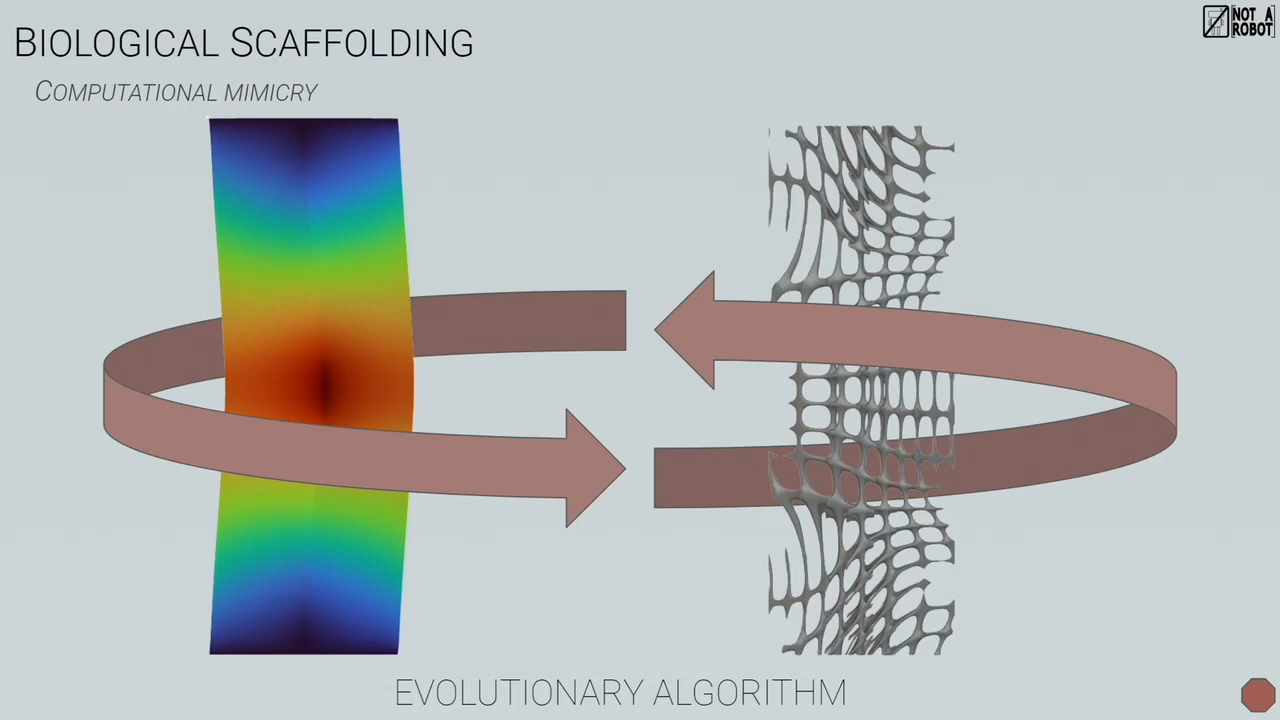 BIOLOGICAL SCAFFOLDING
COMPUTATIONAL MIMICRY
NOT A
ROBOT
EVOLUTIONARY ALGORITHM